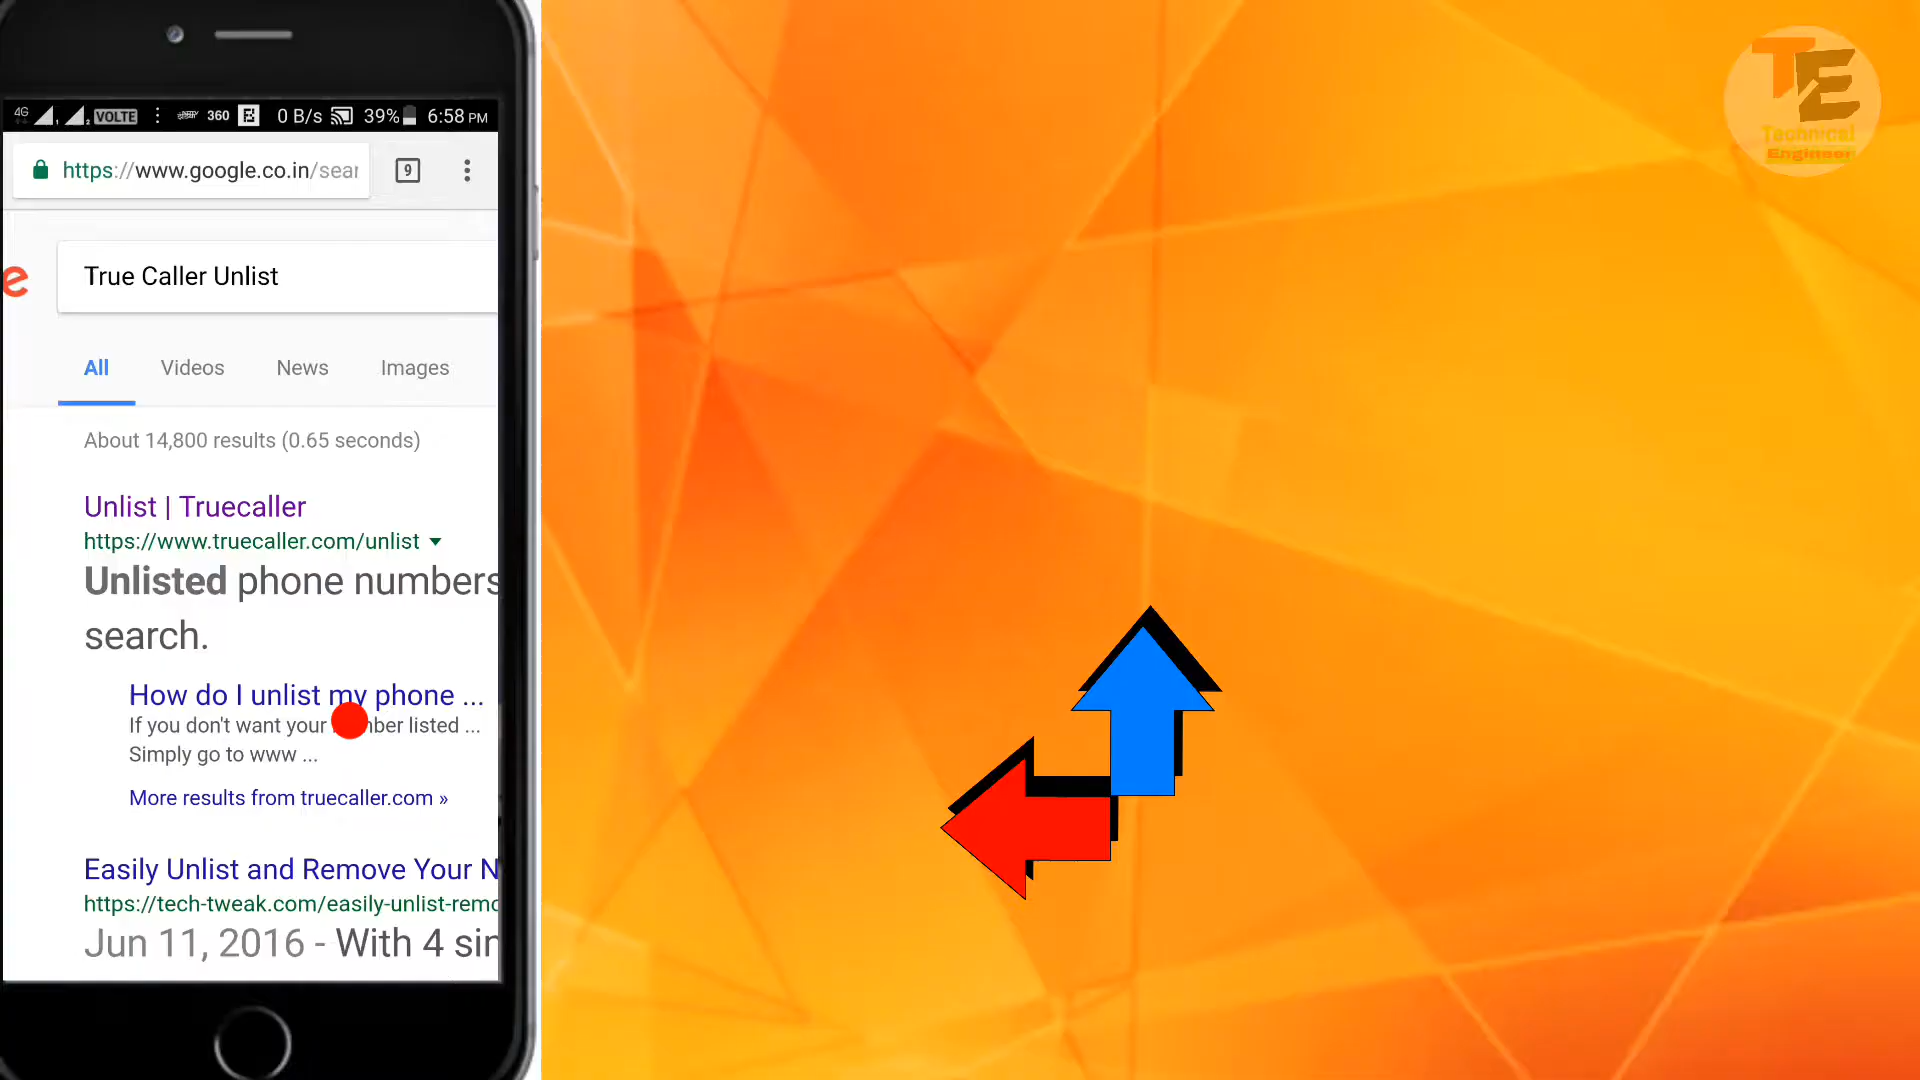 4G 1 2 VOLTE 360 0 B/s 39% 6:58 PM
https://www.google.co.in/sear 9
e True Caller Unlist
All Videos News Images
About 14,800 results (0.65 seconds)
Unlist | Truecaller
https://www.truecaller.com/unlist
Unlisted phone numbers
search.
How do I unlist my phone ...
If you don't want your listed ...
Simply go to www ...
More results from truecaller.com »
Easily Unlist and Remove Your N
https://tech-tweak.com/easily-unlist-remo
Jun 11, 2016 - With 4 sin
TE
Technical
Engineer